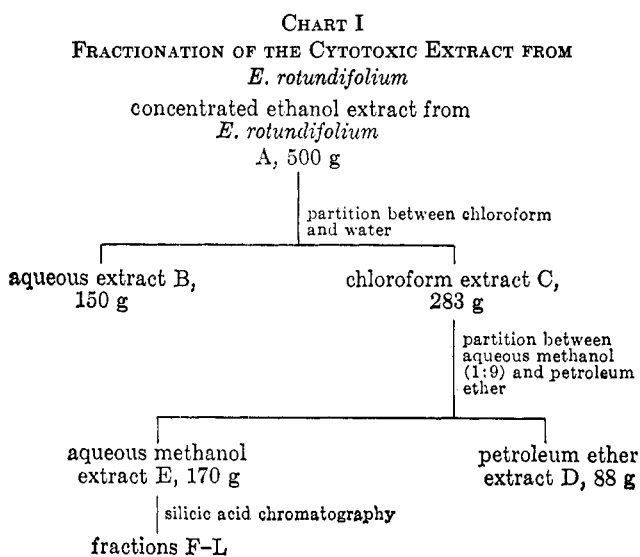 CHART I
FRACTIONATION OF THE CYTOTOXIC EXTRACT FROM
E. rotundifolium
concentrated ethanol extract from
E. rotundifolium
A, 500 g
partition between chloroform
and water
aqueous extract B,
150 g
chloroform extract C,
283 g
partition between
aqueous methanol
(1:9) and petroleum
ether
aqueous methanol
extract E, 170 g
petroleum ether
extract D, 88 g
silicic acid chromatography
fractions F–L